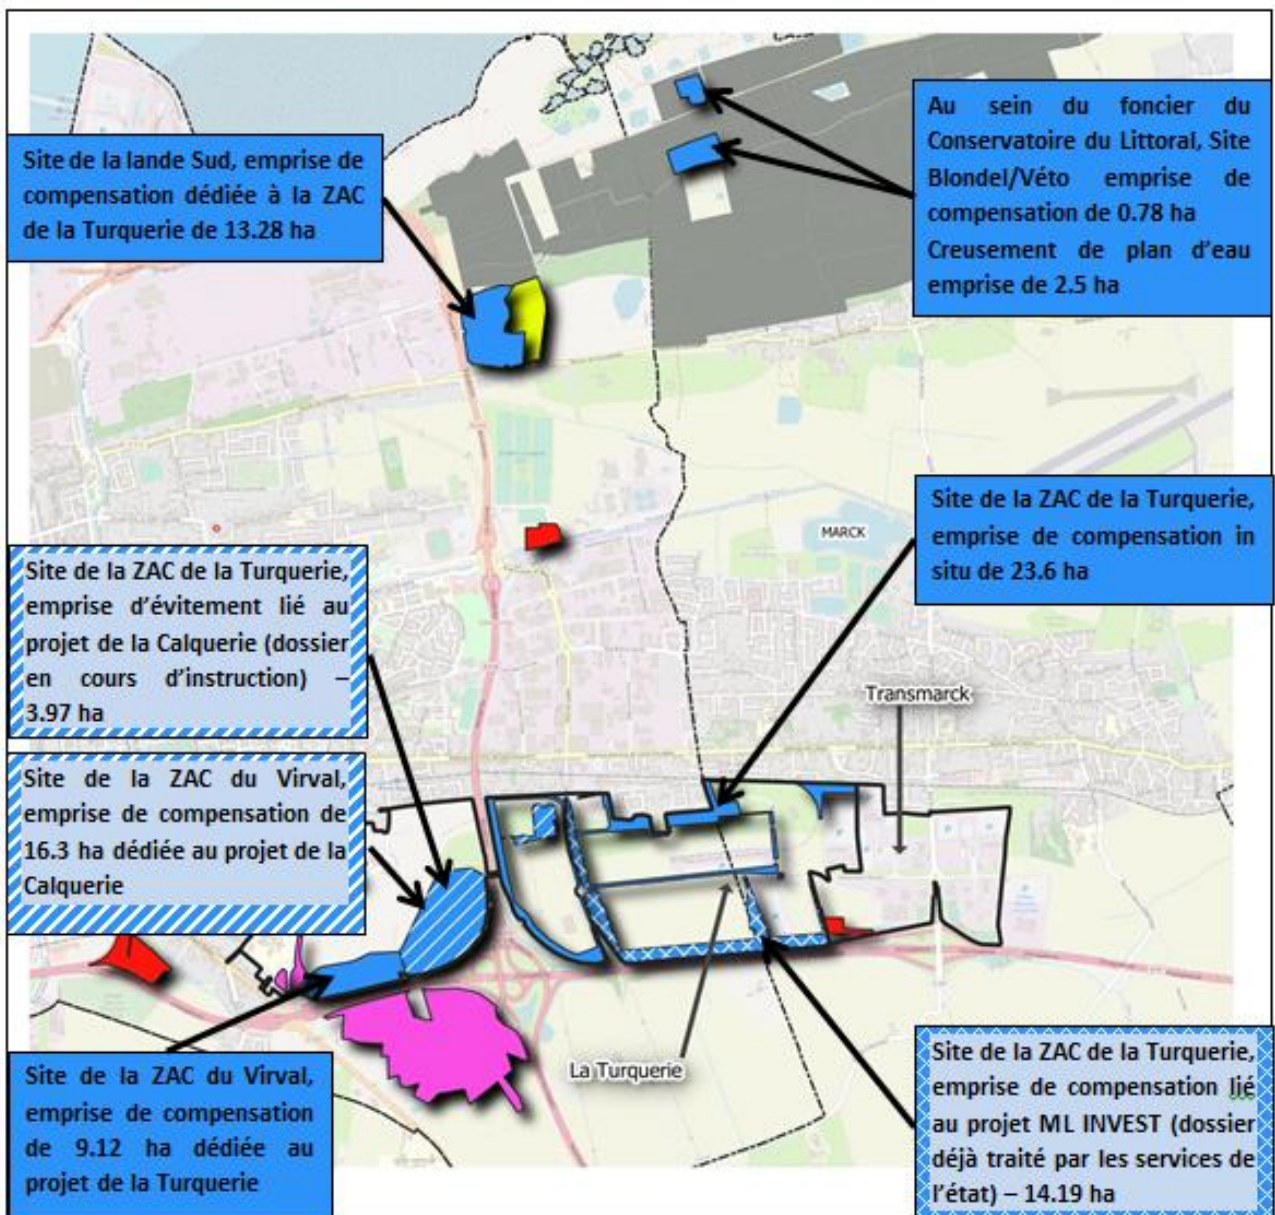 Au sein du foncier du
Conservatoire du Littoral, Site
Blondel/Véto emprise de
compensation de 0.78 ha
Creusement de plan d'eau
emprise de 2.5 ha
Site de la lande Sud, emprise de
compensation dédiée à la ZAC
de la Turquerie de 13.28 ha
Site de la ZAC de la Turquerie,
emprise de compensation in
situ de 23.6 ha
MARCK
Site de la ZAC de la Turquerie,
emprise d'évitement lié au
projet de la Calquerie (dossier
en cours d'instruction) –
3.97 ha
Transmarck
Site de la ZAC du Virval,
emprise de compensation de
16.3 ha dédiée au projet de la
Calquerie
La Turquerie
Site de la ZAC du Virval,
emprise de compensation
de 9.12 ha dédiée au
projet de la Turquerie
Site de la ZAC de la Turquerie,
emprise de compensation lié
au projet ML INVEST (dossier
déjà traité par les services de
l'état) – 14.19 ha